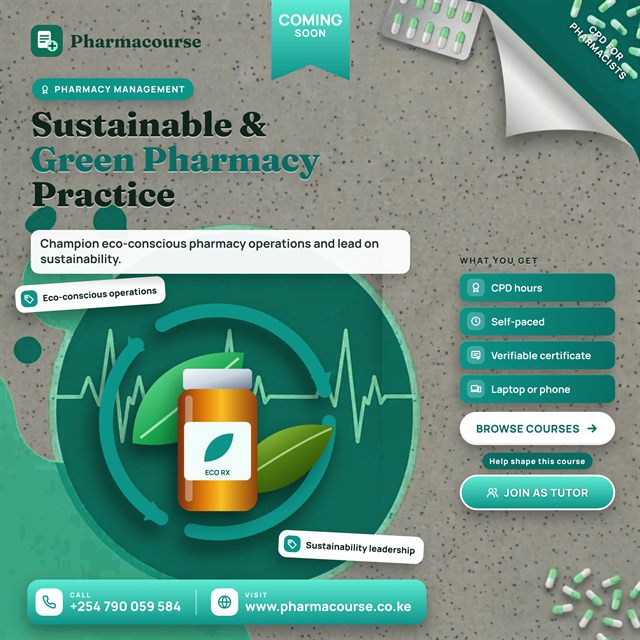 Pharmacourse
COMING
SOON
CPD FOR
PHARMACISTS
PHARMACY MANAGEMENT
Sustainable &
Green Pharmacy
Practice
Champion eco-conscious pharmacy operations and lead on
sustainability.
Eco-conscious operations
ECO RX
Sustainability leadership
WHAT YOU GET
CPD hours
Self-paced
Verifiable certificate
Laptop or phone
BROWSE COURSES
Help shape this course
JOIN AS TUTOR
CALL
+254 790 059 584
VISIT
www.pharmacourse.co.ke